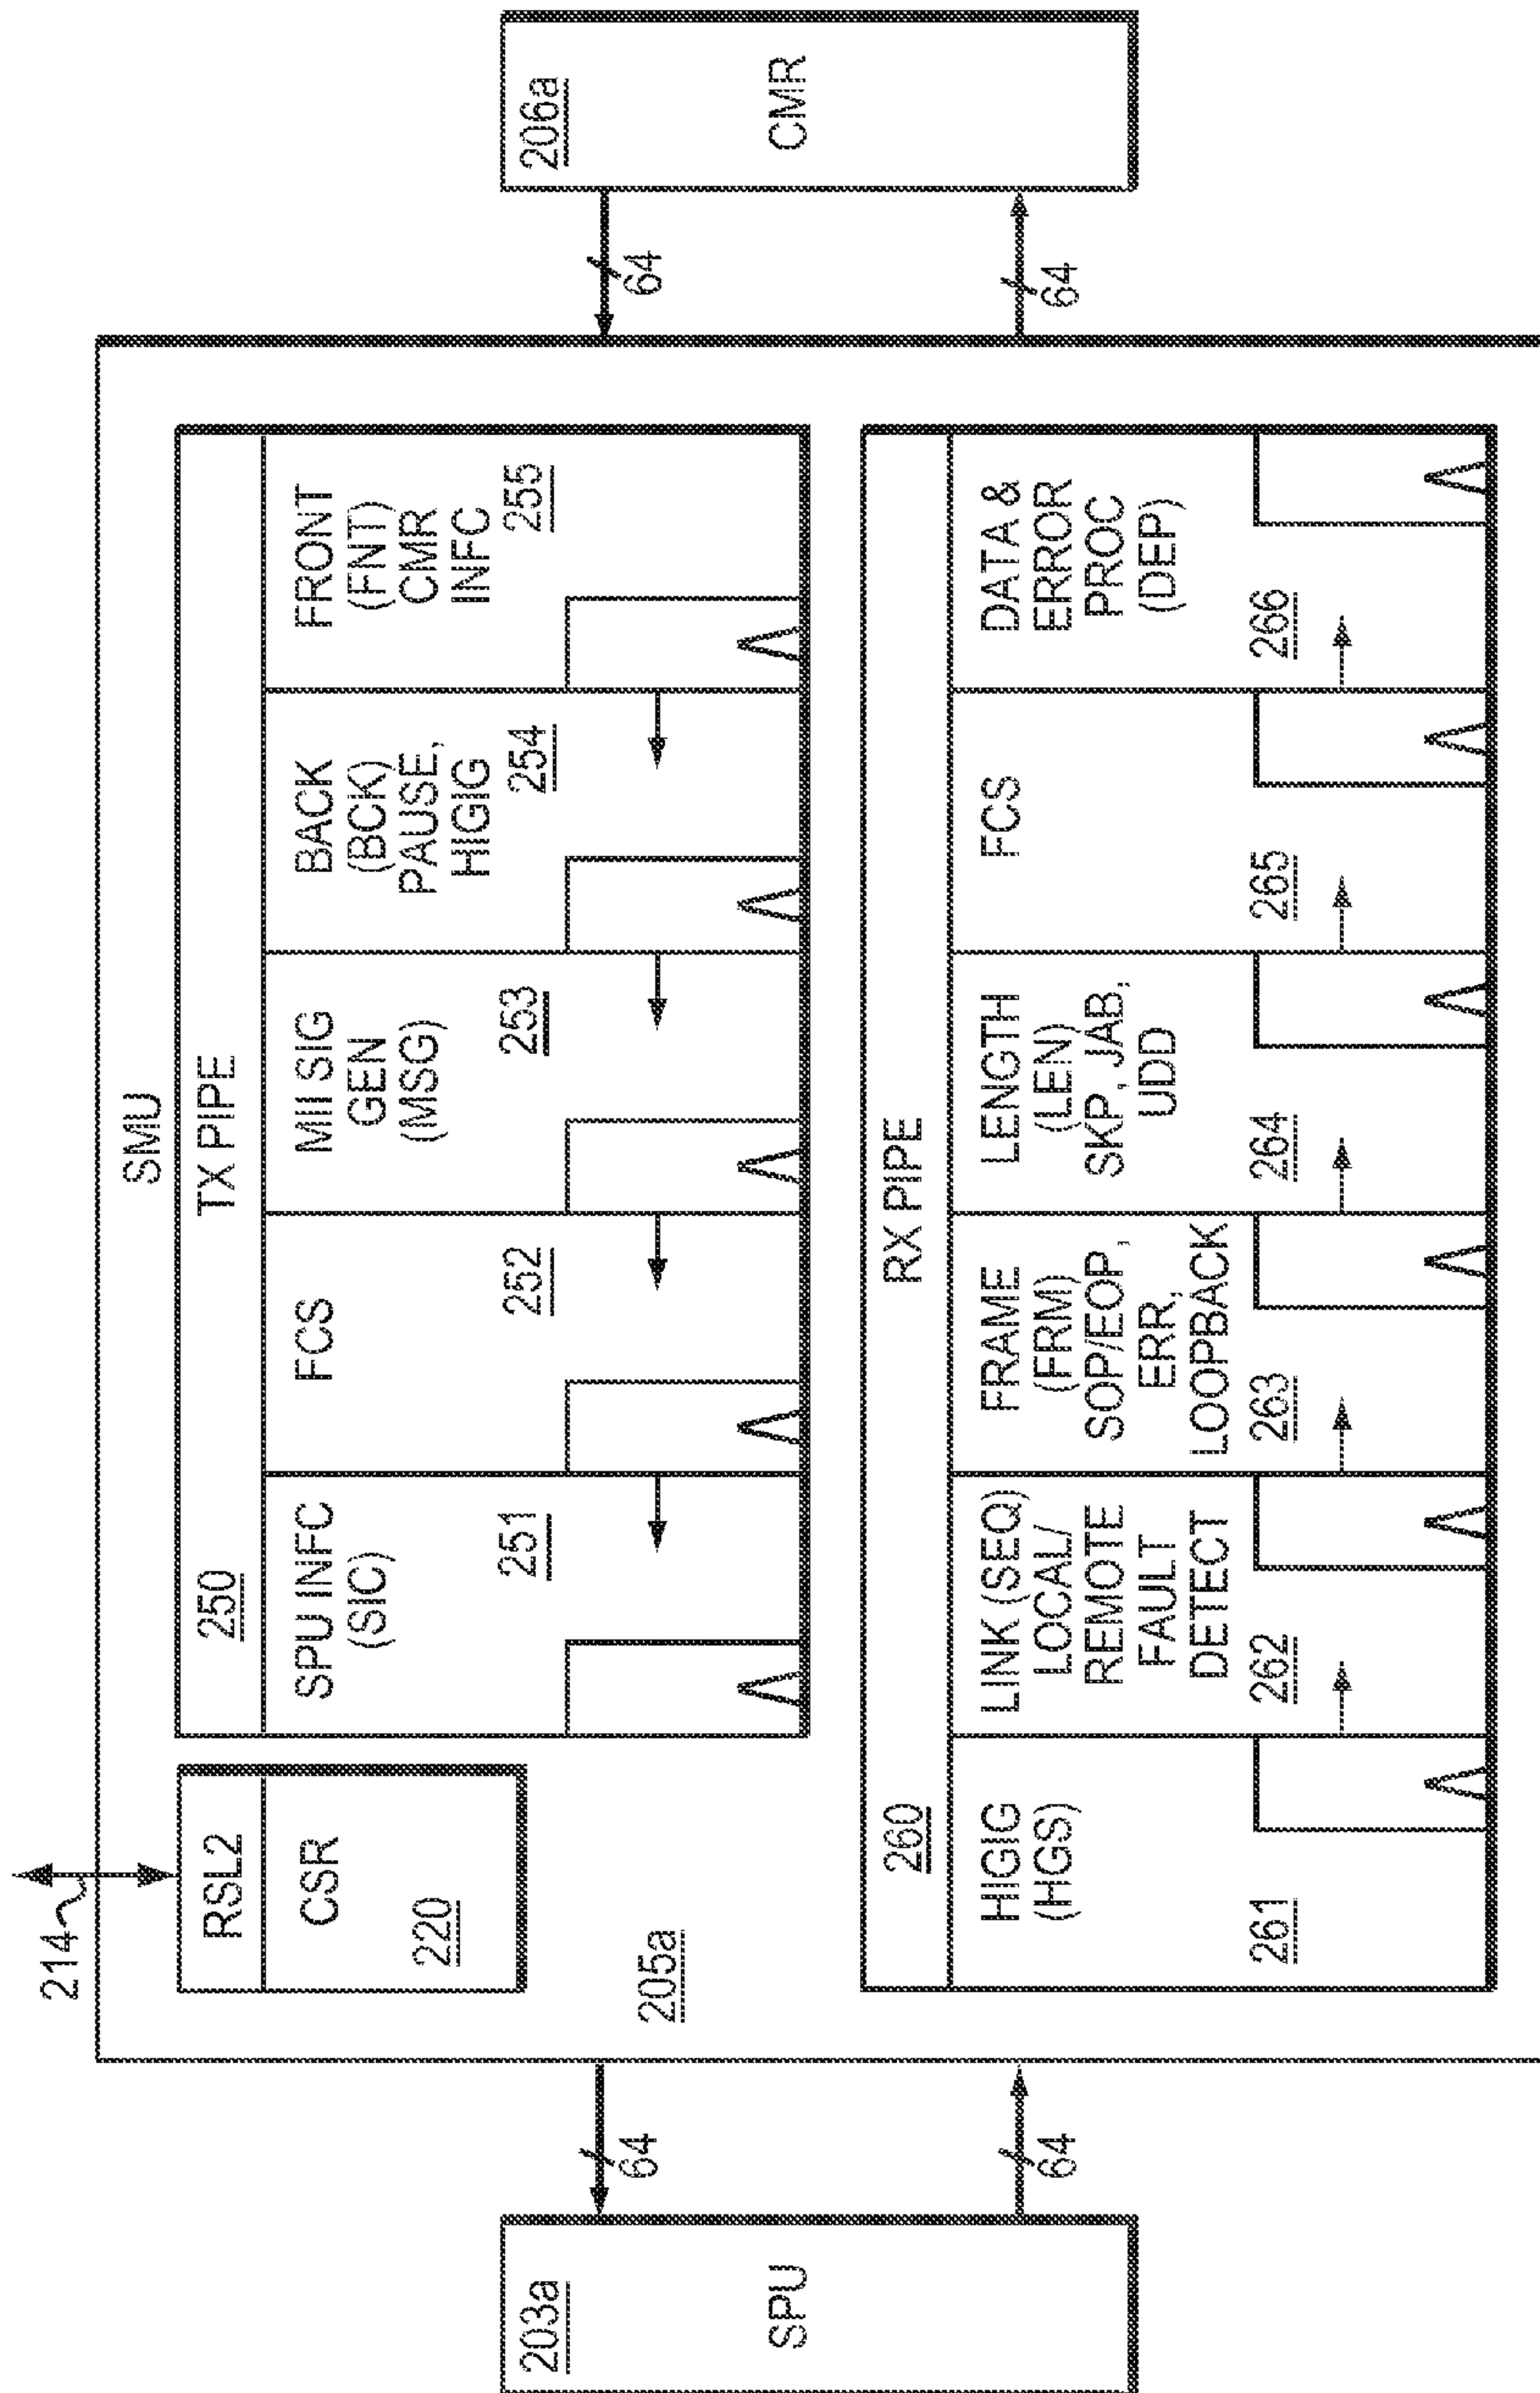 214
SMU
RSL2
CSR
220
205a
250
TX PIPE
SPU INFC
(SIC)
251
FCS
252
MII SIG
GEN
(MSG)
253
BACK
(BCK)
PAUSE,
HIGIG
254
FRONT
(FNT)
CMR
INFC
255
260
RX PIPE
HIGIG
(HGS)
261
LINK (SEQ)
LOCAL/
REMOTE
FAULT
DETECT
262
FRAME
(FRM)
SOP/EOP,
ERR,
LOOPBACK
263
LENGTH
(LEN)
SKP, JAB,
UDD
264
FCS
265
DATA &
ERROR
PROC
(DEP)
266
203a
SPU
64
64
206a
CMR
64
64